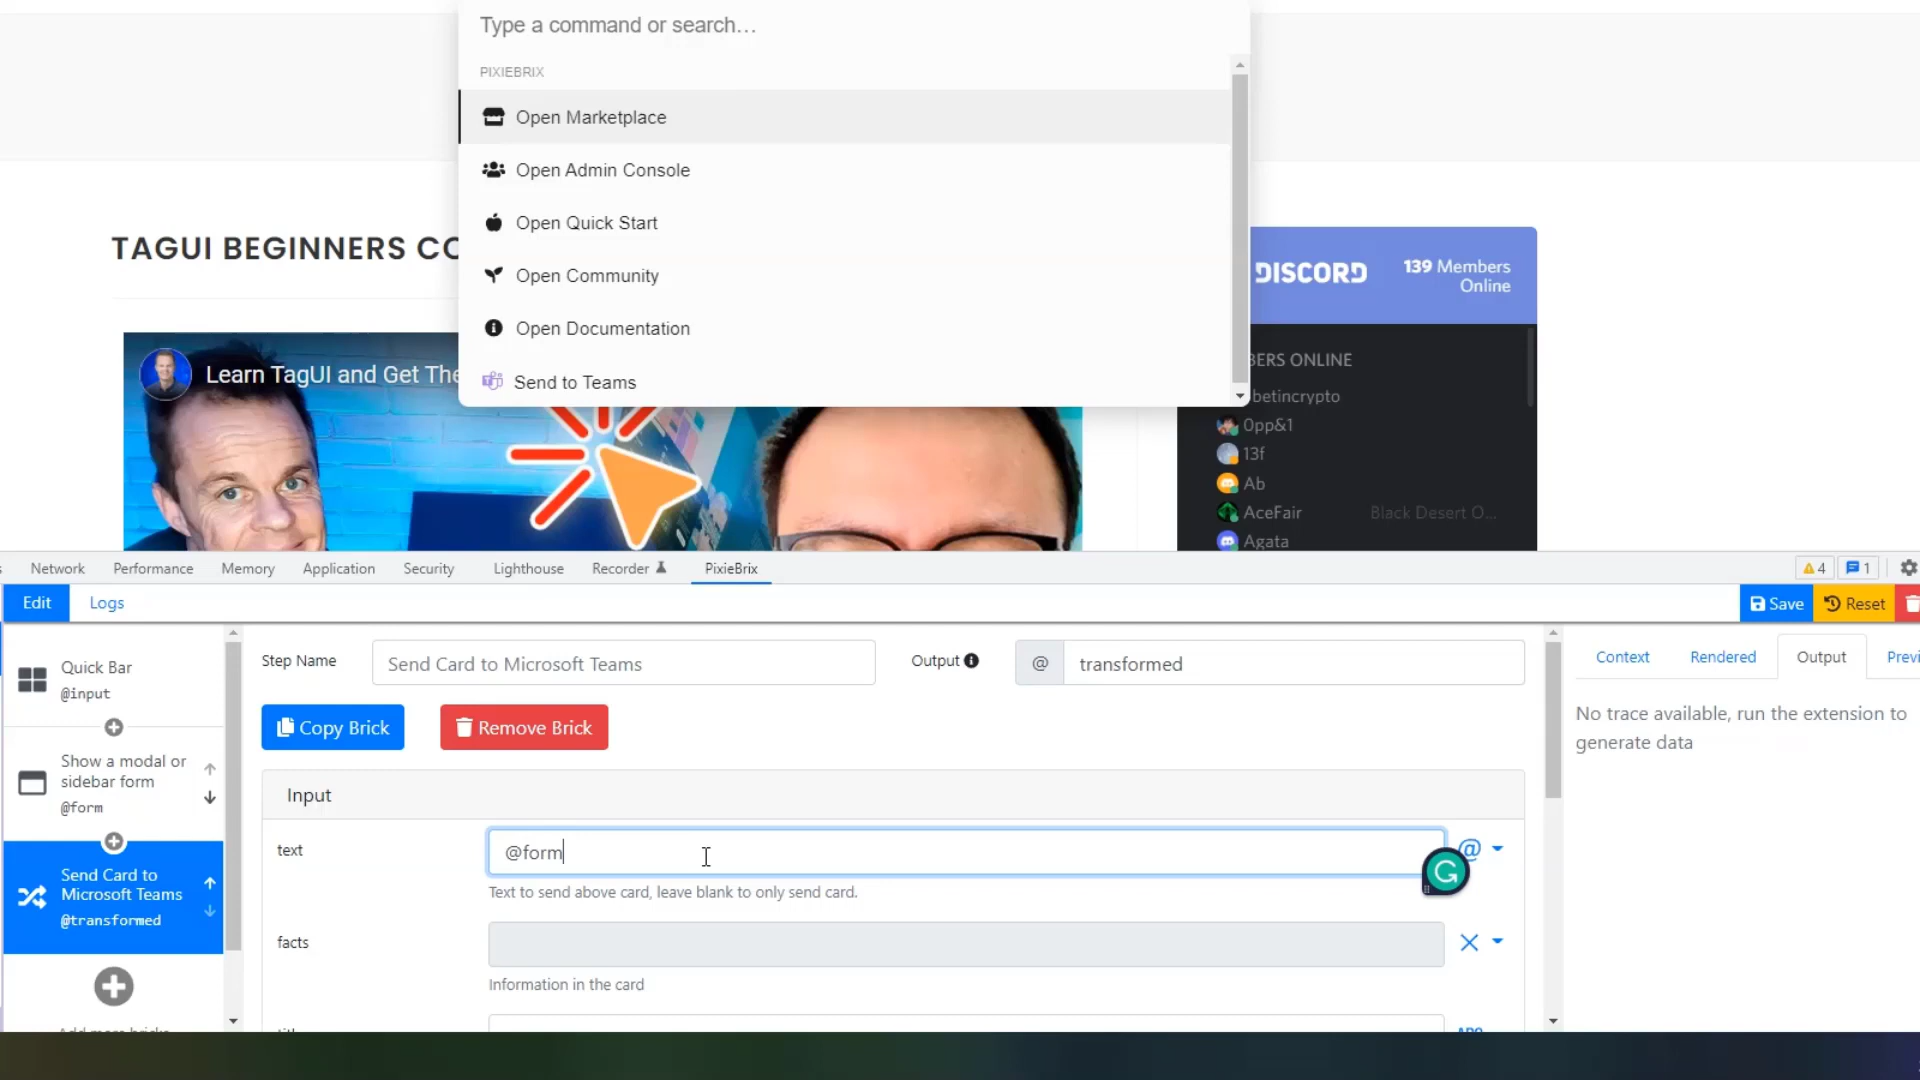 Type a command or search…
PIXIEBRIX
Open Marketplace
Open Admin Console
Open Quick Start
Open Community
Open Documentation
Send to Teams
TAGUI BEGINNERS CO
Learn TagUI and Get The
DISCORD
139 Members
Online
BERS ONLINE
betincrypto
0pp&1
13f
Ab
AceFair Black Desert O...
Agata
Network Performance Memory Application Security Lighthouse Recorder PixieBrix 4 1
Edit Logs Save Reset
Quick Bar
@input
Show a modal or
sidebar form
@form
Send Card to
Microsoft Teams
@transformed
Step Name Send Card to Microsoft Teams Output @ transformed
Copy Brick Remove Brick
Input
text @form @
Text to send above card, leave blank to only send card.
facts
Information in the card
Context Rendered Output Previ
No trace available, run the extension to
generate data